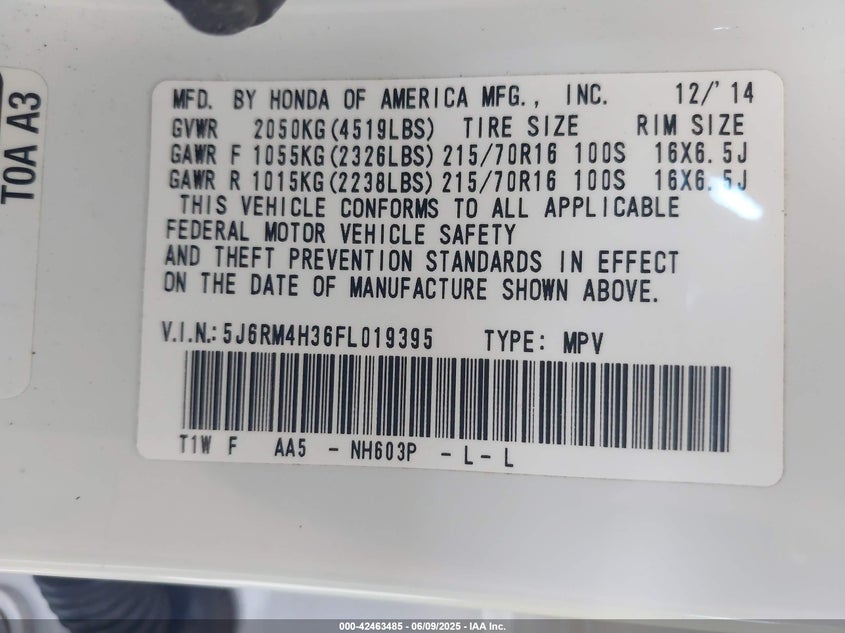 TOA A3
MFD. BY HONDA OF AMERICA MFG., INC. 12/'14
GVWR 2050KG(4519LBS) TIRE SIZE RIM SIZE
GAWR F 1055KG(2326LBS) 215/70R16 100S 16X6.5J
GAWR R 1015KG(2238LBS) 215/70R16 100S 16X6.5J
THIS VEHICLE CONFORMS TO ALL APPLICABLE
FEDERAL MOTOR VEHICLE SAFETY
AND THEFT PREVENTION STANDARDS IN EFFECT
ON THE DATE OF MANUFACTURE SHOWN ABOVE.
V.I.N.: 5J6RM4H36FL019395 TYPE: MPV
T1W F AA5 - NH603P - L - L
000-42463485 - 06/09/2025 - IAA Inc.